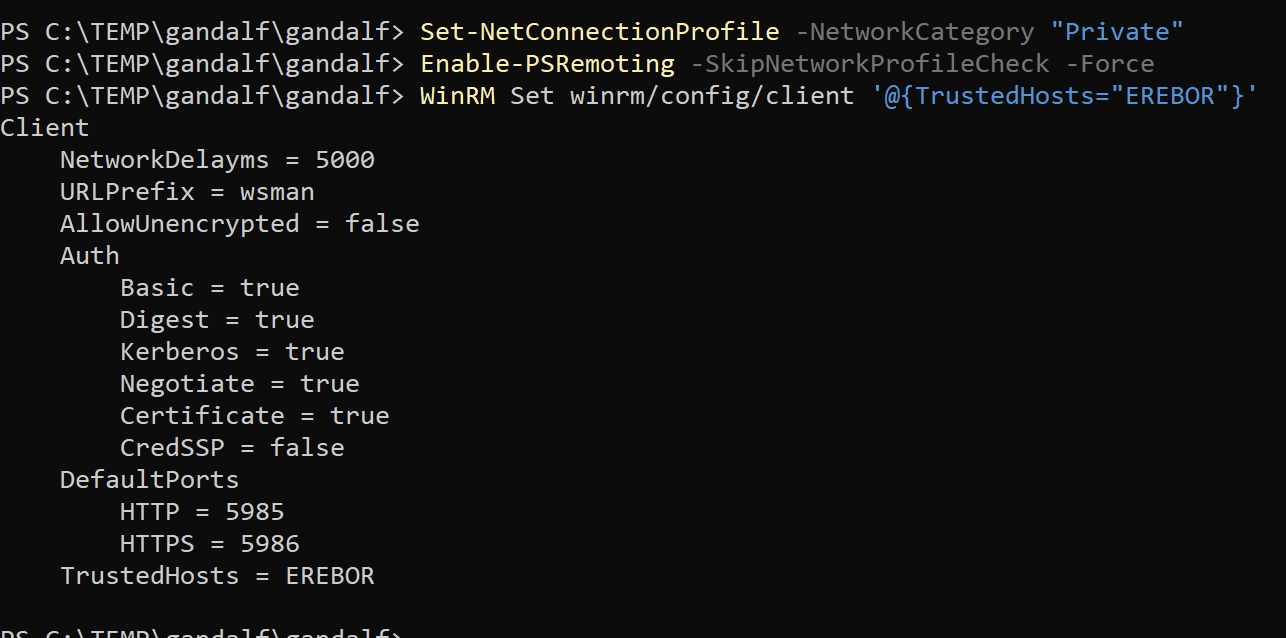 PS C:\TEMP\gandalf\gandalf> Set-NetConnectionProfile -NetworkCategory "Private"
PS C:\TEMP\gandalf\gandalf> Enable-PSRemoting -SkipNetworkProfileCheck -Force
PS C:\TEMP\gandalf\gandalf> WinRM Set winrm/config/client '@{TrustedHosts="EREBOR"}'
Client
    NetworkDelayms = 5000
    URLPrefix = wsman
    AllowUnencrypted = false
    Auth
        Basic = true
        Digest = true
        Kerberos = true
        Negotiate = true
        Certificate = true
        CredSSP = false
    DefaultPorts
        HTTP = 5985
        HTTPS = 5986
    TrustedHosts = EREBOR
PS C:\TEMP\gandalf\gandalf>